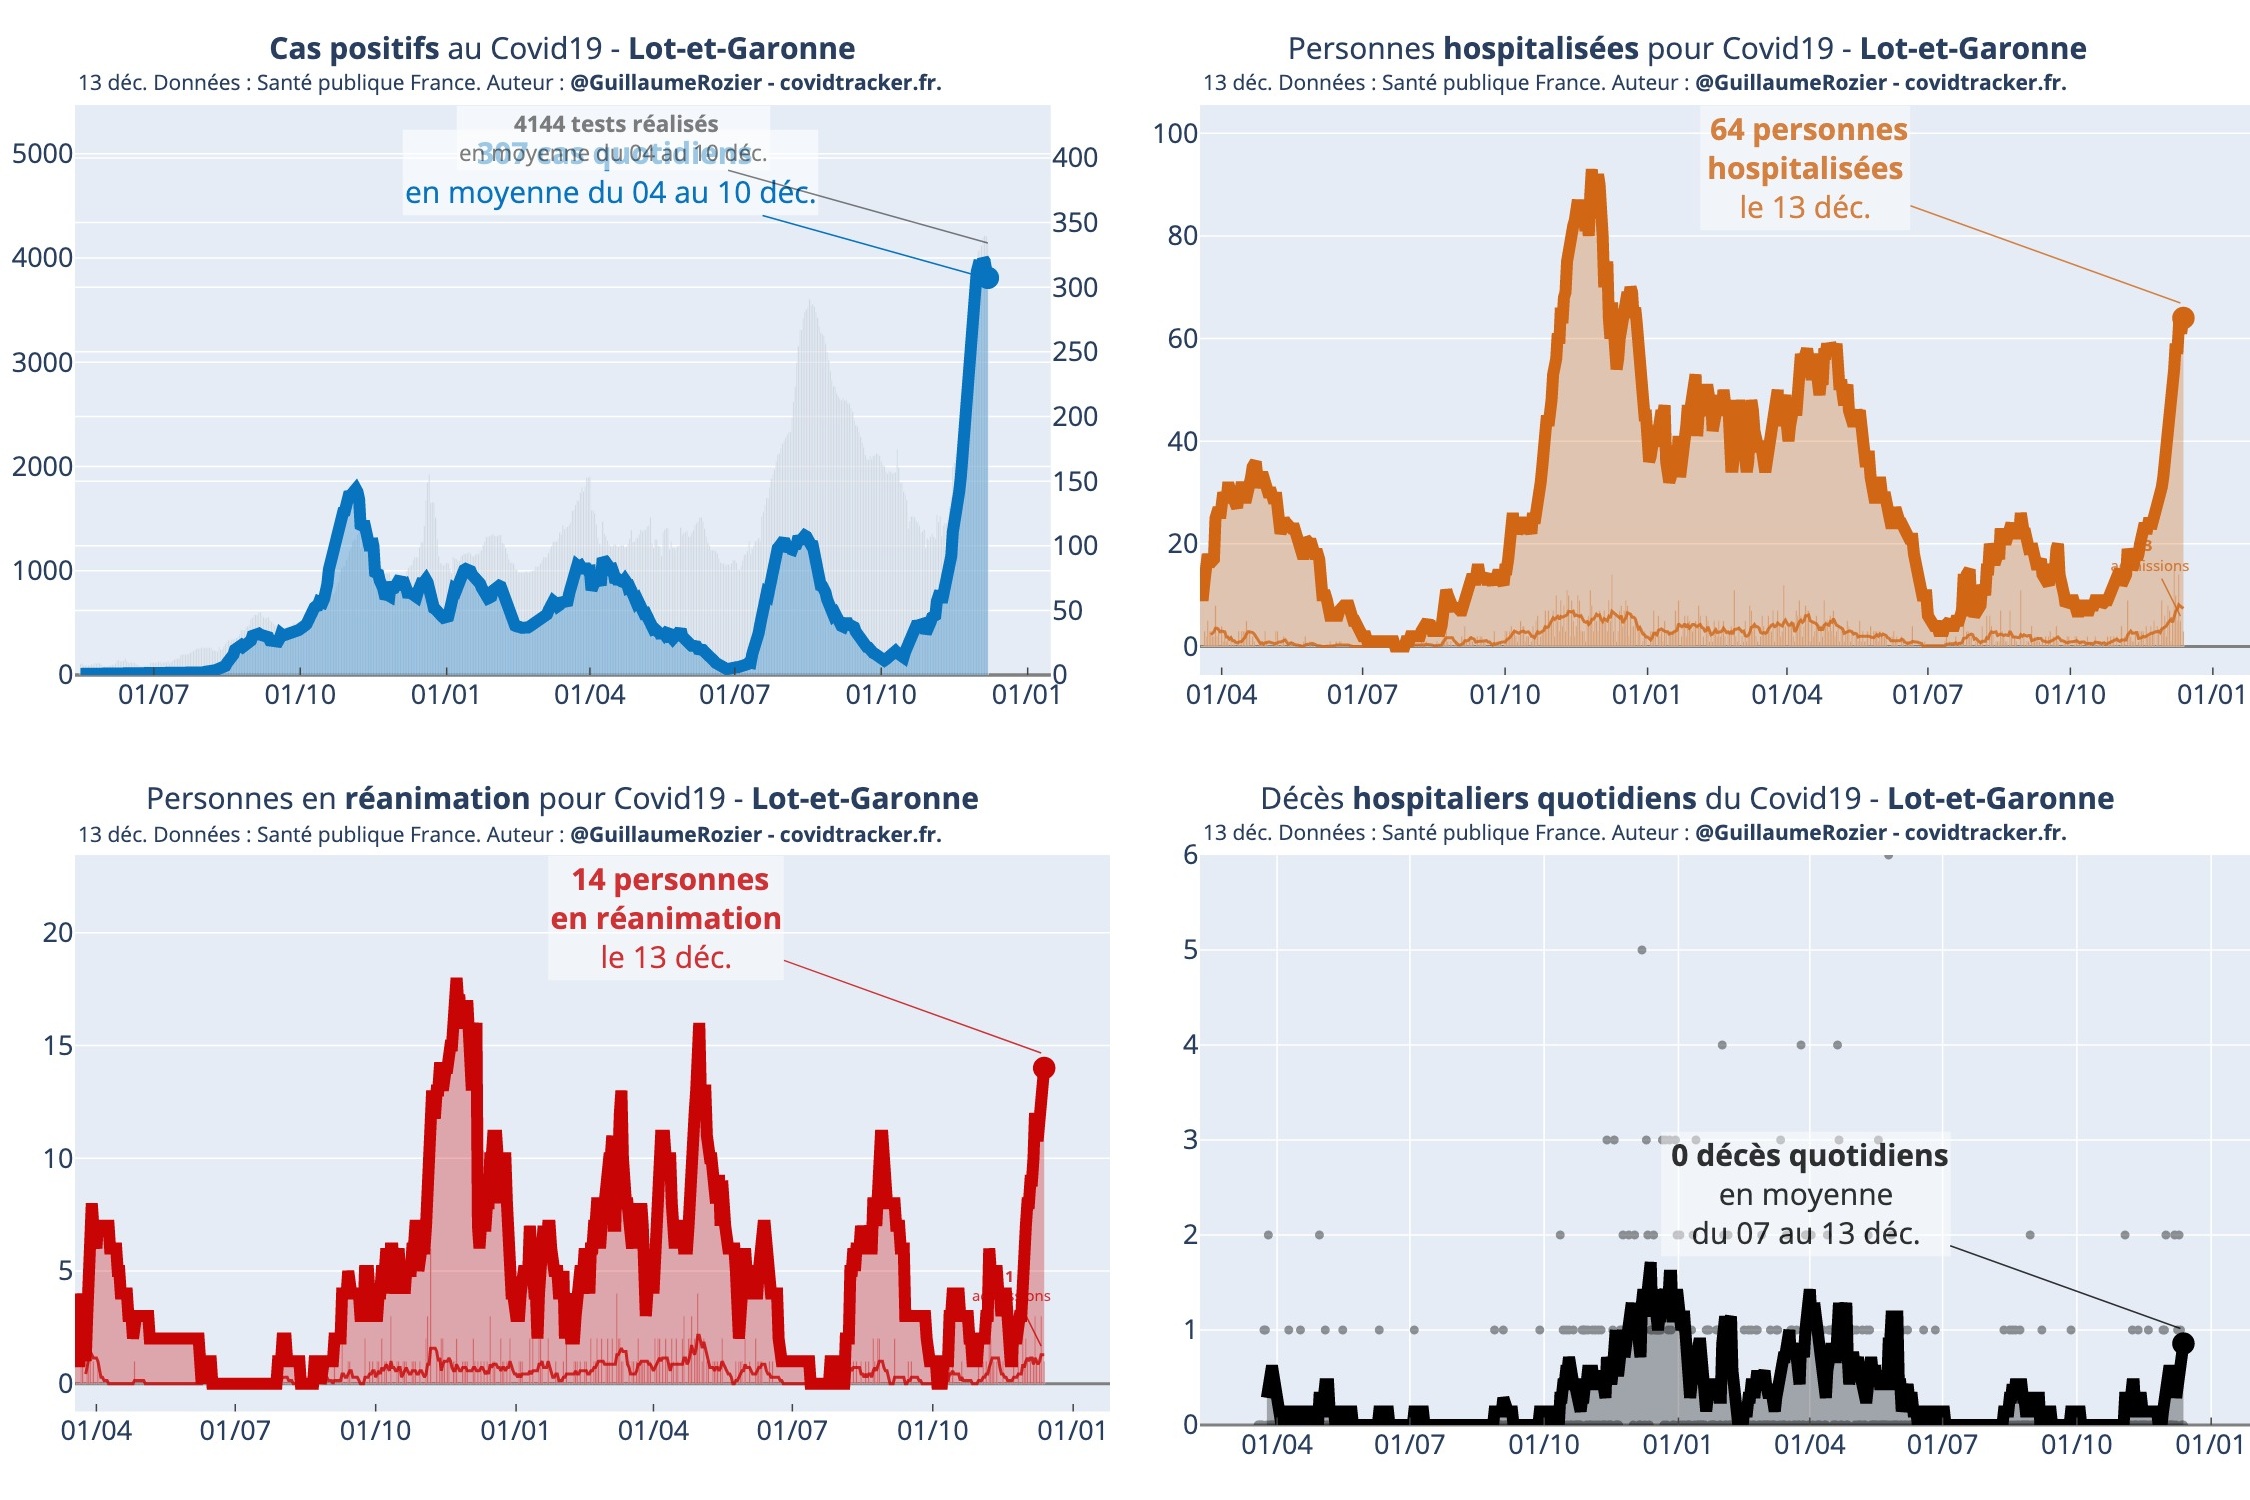 Cas positifs au Covid19 - Lot-et-Garonne
13 déc. Données : Santé publique France. Auteur : @GuillaumeRozier - covidtracker.fr.
4144 tests réalisés
en moyenne du 04 au 10 déc.
307 cas quotidiens
en moyenne du 04 au 10 déc.
5000
4000
3000
2000
1000
0
400
350
300
250
200
150
100
50
0
01/07 01/10 01/01 01/04 01/07 01/10 01/01
Personnes hospitalisées pour Covid19 - Lot-et-Garonne
13 déc. Données : Santé publique France. Auteur : @GuillaumeRozier - covidtracker.fr.
64 personnes
hospitalisées
le 13 déc.
100
80
60
40
20
0
8
admissions
01/04 01/07 01/10 01/01 01/04 01/07 01/10 01/01
Personnes en réanimation pour Covid19 - Lot-et-Garonne
13 déc. Données : Santé publique France. Auteur : @GuillaumeRozier - covidtracker.fr.
14 personnes
en réanimation
le 13 déc.
20
15
10
5
0
1
admissions
01/04 01/07 01/10 01/01 01/04 01/07 01/10 01/01
Décès hospitaliers quotidiens du Covid19 - Lot-et-Garonne
13 déc. Données : Santé publique France. Auteur : @GuillaumeRozier - covidtracker.fr.
6
5
4
3
2
1
0
0 décès quotidiens
en moyenne
du 07 au 13 déc.
01/04 01/07 01/10 01/01 01/04 01/07 01/10 01/01